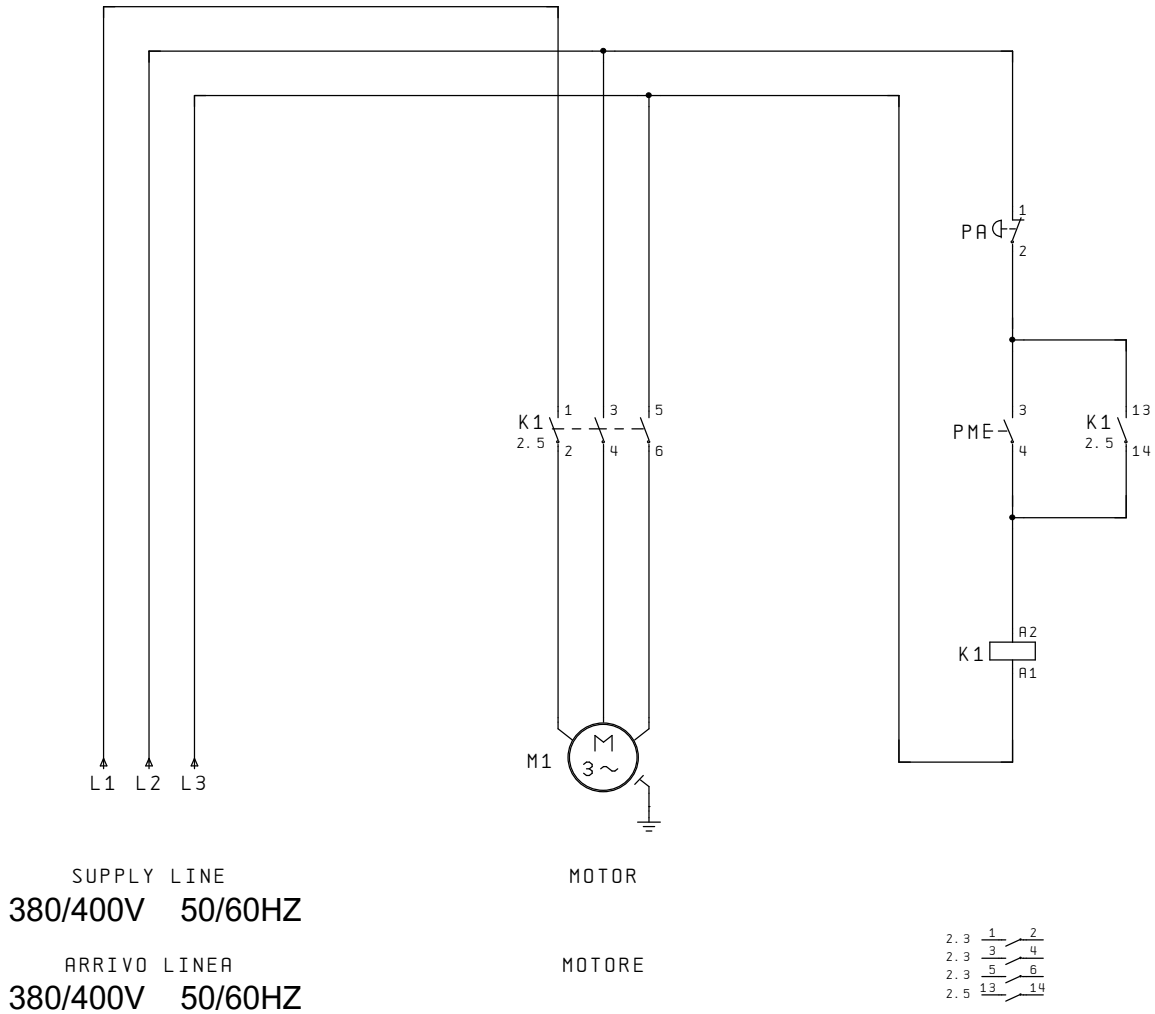 1
PA
2
K1
2.5
1
3
5
2
4
6
PME
3
4
K1
2.5
13
14
K1
A2
A1
M1
M
3~
L1 L2 L3
SUPPLY LINE
380/400V 50/60HZ
MOTOR
ARRIVO LINEA
380/400V 50/60HZ
MOTORE
2.3 1 2
2.3 3 4
2.3 5 6
2.5 13 14